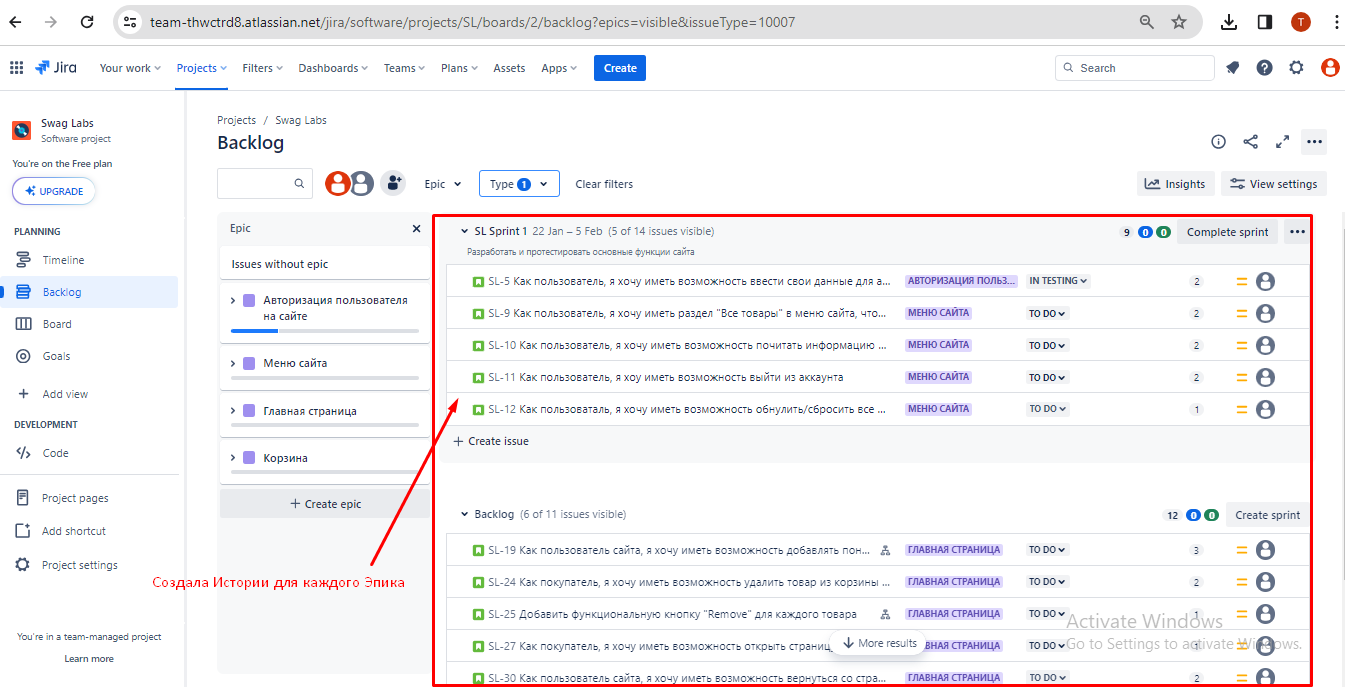 team-thwctrd8.atlassian.net/jira/software/projects/SL/boards/2/backlog?epics=visible&issueType=10007
T
Jira
Your work
Projects
Filters
Dashboards
Teams
Plans
Assets
Apps
Create
Search
Swag Labs
Software project
You're on the Free plan
UPGRADE
PLANNING
Timeline
Backlog
Board
Goals
Add view
DEVELOPMENT
Code
Project pages
Add shortcut
Project settings
You're in a team-managed project
Learn more
Projects / Swag Labs
Backlog
Epic
Type 1
Clear filters
Insights
View settings
Epic
Issues without epic
Авторизация пользователя
на сайте
Меню сайта
Главная страница
Корзина
Create epic
Создала Истории для каждого Эпика
SL Sprint 1 22 Jan – 5 Feb (5 of 14 issues visible) 9 0 0 Complete sprint
Разработать и протестировать основные функции сайта
SL-5 Как пользователь, я хочу иметь возможность ввести свои данные для а... АВТОРИЗАЦИЯ ПОЛЬЗ... IN TESTING 2
SL-9 Как пользователь, я хочу иметь раздел "Все товары" в меню сайта, что... МЕНЮ САЙТА TO DO 2
SL-10 Как пользователь, я хочу иметь возможность почитать информацию ... МЕНЮ САЙТА TO DO 2
SL-11 Как пользователь, я хоу иметь возможность выйти из аккаунта МЕНЮ САЙТА TO DO 2
SL-12 Как пользоваталь, я хочу иметь возможность обнулить/сбросить все ... МЕНЮ САЙТА TO DO 1
Create issue
Backlog (6 of 11 issues visible) 12 0 0 Create sprint
SL-19 Как пользователь сайта, я хочу иметь возможность добавлять пон... ГЛАВНАЯ СТРАНИЦА TO DO 3
SL-24 Как покупатель, я хочу иметь возможность удалить товар из корзины ... ГЛАВНАЯ СТРАНИЦА TO DO 2
SL-25 Добавить функциональную кнопку "Remove" для каждого товара ГЛАВНАЯ СТРАНИЦА TO DO 1
SL-27 Как покупатель, я хочу иметь возможность открыть страниц ВНАЯ СТРАНИЦА TO DO
More results
SL-30 Как покупатель, я хочу иметь возможность вернуться со стра... ГЛАВНАЯ СТРАНИЦА TO DO 2
Activate Windows
Go to Settings to activate Windows.